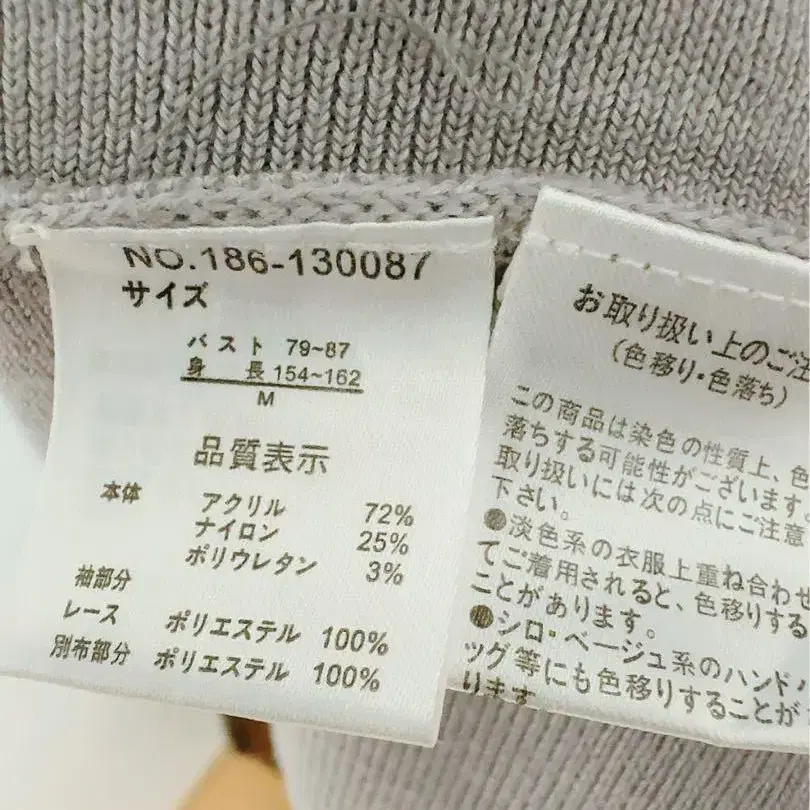 NO.186-130087
サイズ
バスト 79~87
身長 154~162
M
品質表示
本体 アクリル 72%
ナイロン 25%
ポリウレタン 3%
袖部分
レース ポリエステル 100%
別布部分 ポリエステル 100%
お取り扱い上のご注
(色移り・色落ち)
この商品は染色の性質上、色
落ちする可能性がございます
取り扱いには次の点にご注意
下さい。
●淡色系の衣服上重ね合わせ
てご着用されると、色移りする
ことがあります。
●シロ・ベージュ系のハンドバ
ッグ等にも色移りすることが
ります